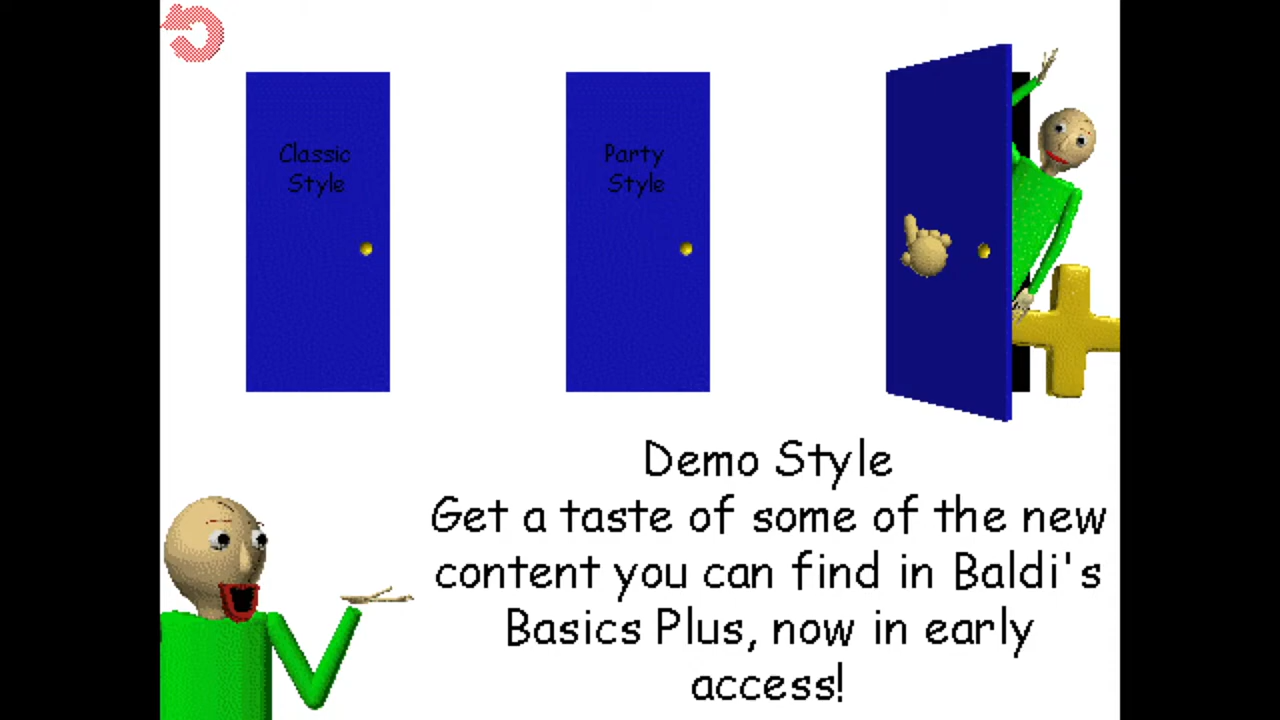 Classic
Style
Party
Style
Demo Style
Get a taste of some of the new
content you can find in Baldi's
Basics Plus, now in early
access!